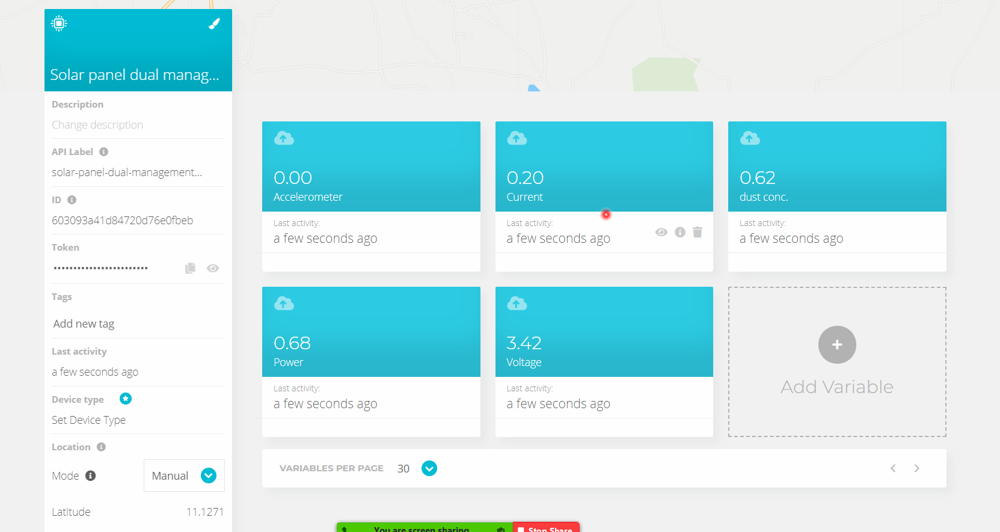 Solar panel dual manag...
Description
Change description
API Label
solar-panel-dual-management...
ID
603093a41d84720d76e0fbeb
Token
••••••••••••••••••••••••
Tags
Add new tag
Last activity
a few seconds ago
Device type
Set Device Type
Location
Mode
Manual
Latitude 11.1271
0.00
Accelerometer
Last activity:
a few seconds ago
0.20
Current
Last activity:
a few seconds ago
0.62
dust conc.
Last activity:
a few seconds ago
0.68
Power
Last activity:
a few seconds ago
3.42
Voltage
Last activity:
a few seconds ago
Add Variable
VARIABLES PER PAGE 30
You are screen sharing
Stop Share